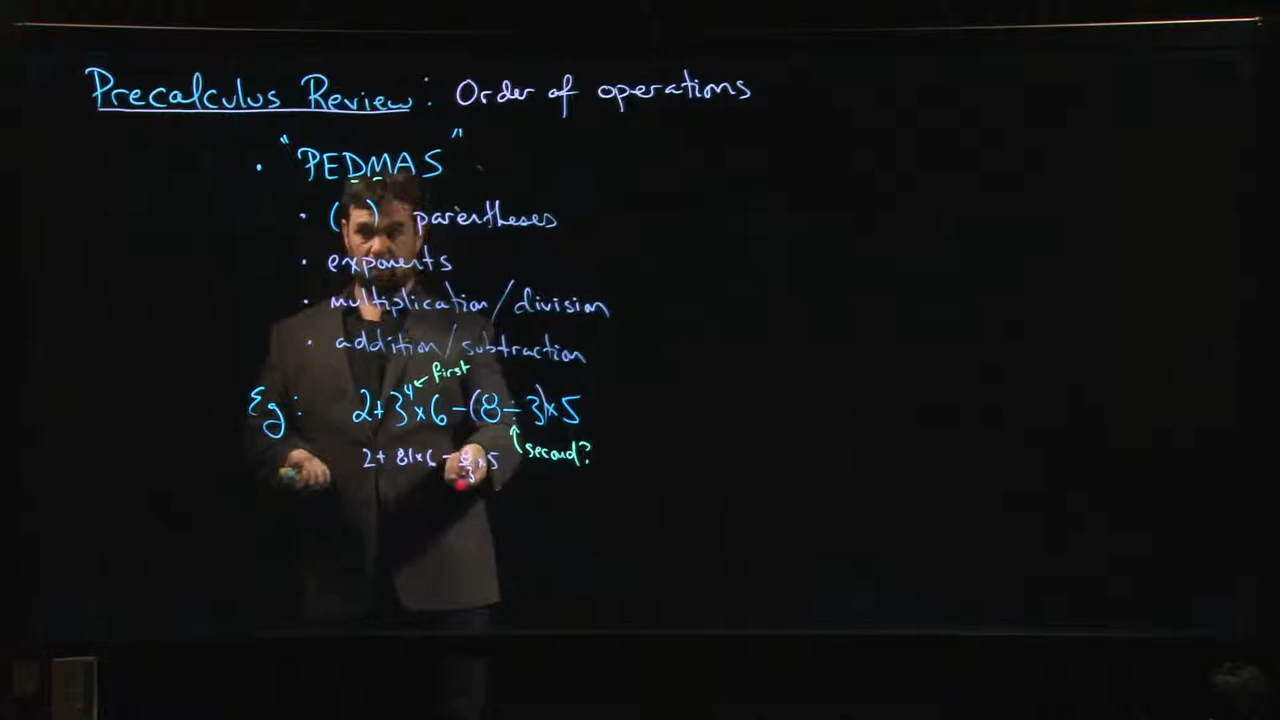 Precalculus Review: Order of operations
· "PEDMAS"
· ( ) parentheses
· exponents
· multiplication/division
· addition/subtraction
← first
Eg: 2+3⁴×6-(8÷3)×5
second?
2+81×6-8/3×5